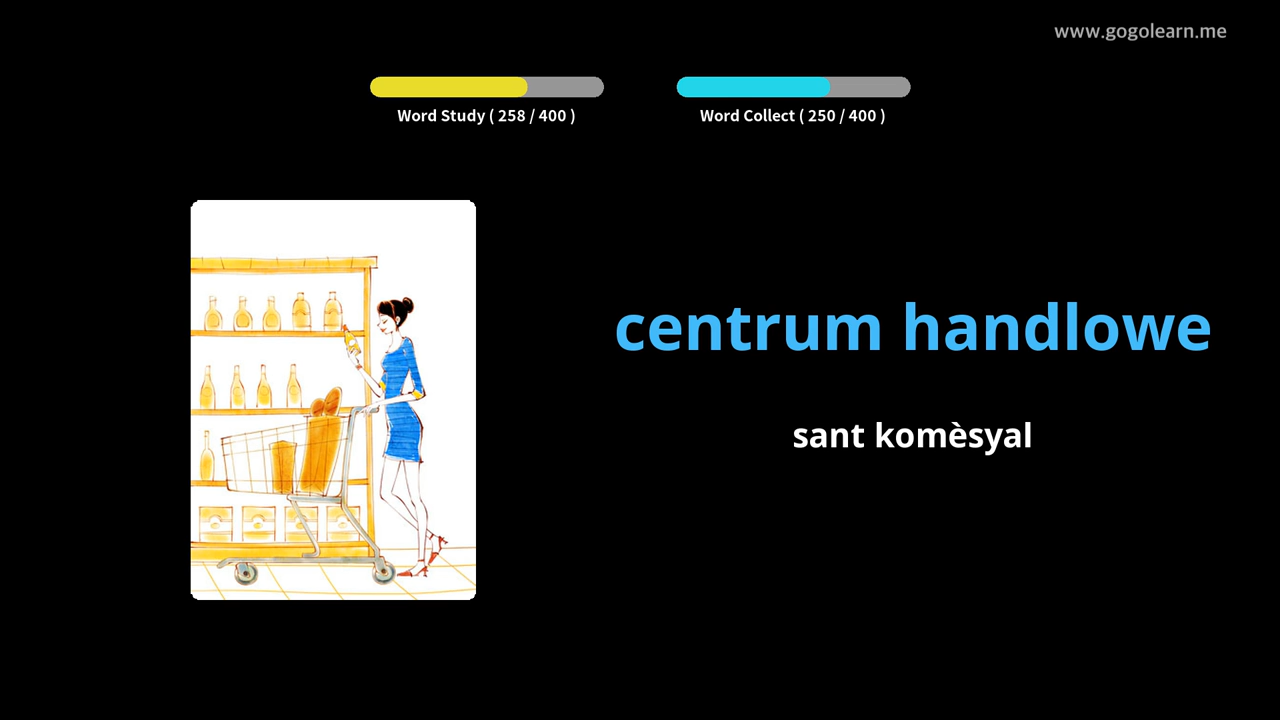 www.gogolearn.me
Word Study ( 258 / 400 )
Word Collect ( 250 / 400 )
centrum handlowe
sant komèsyal